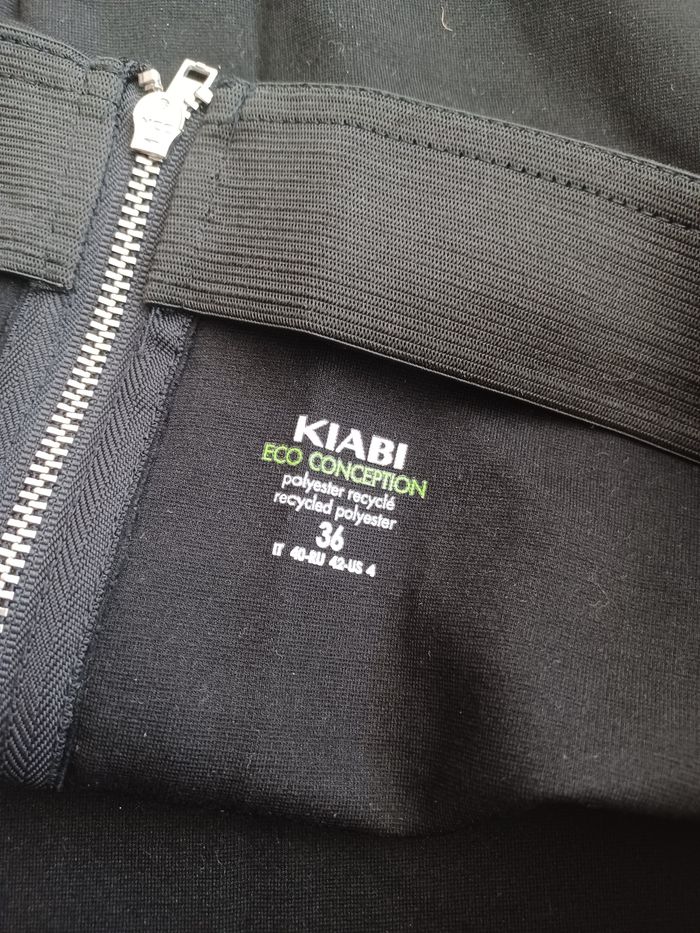 KIABI
ECO CONCEPTION
polyester recyclé
recycled polyester
36
IT 40-RU 42-US 4